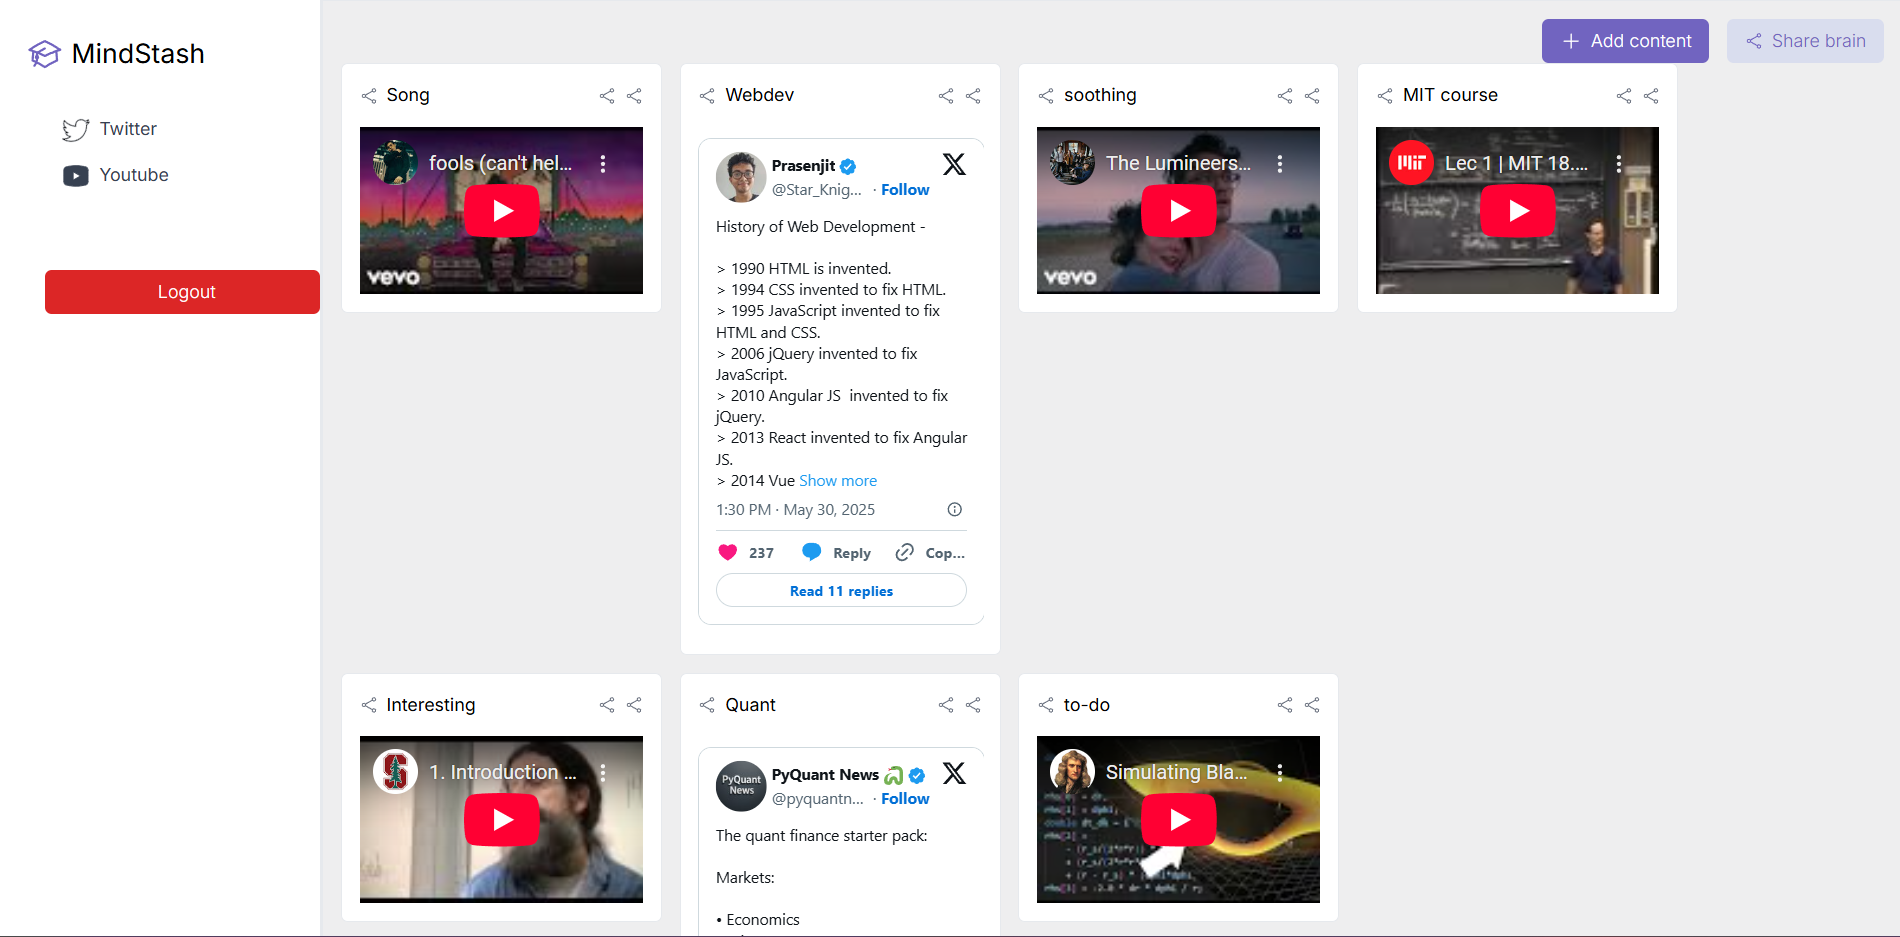 MindStash
Twitter
Youtube
Logout
Add content
Share brain
Song
fools (can't hel...
vevo
Webdev
Prasenjit
@Star_Knig... · Follow
History of Web Development -
> 1990 HTML is invented.
> 1994 CSS invented to fix HTML.
> 1995 JavaScript invented to fix
HTML and CSS.
> 2006 jQuery invented to fix
JavaScript.
> 2010 Angular JS  invented to fix
jQuery.
> 2013 React invented to fix Angular
JS.
> 2014 Vue Show more
1:30 PM · May 30, 2025
237
Reply
Cop...
Read 11 replies
soothing
The Lumineers...
vevo
MIT course
MIT
Lec 1 | MIT 18....
Interesting
S
1. Introduction ...
Quant
PyQuant
News
PyQuant News
@pyquantn... · Follow
The quant finance starter pack:
Markets:
• Economics
to-do
Simulating Bla...